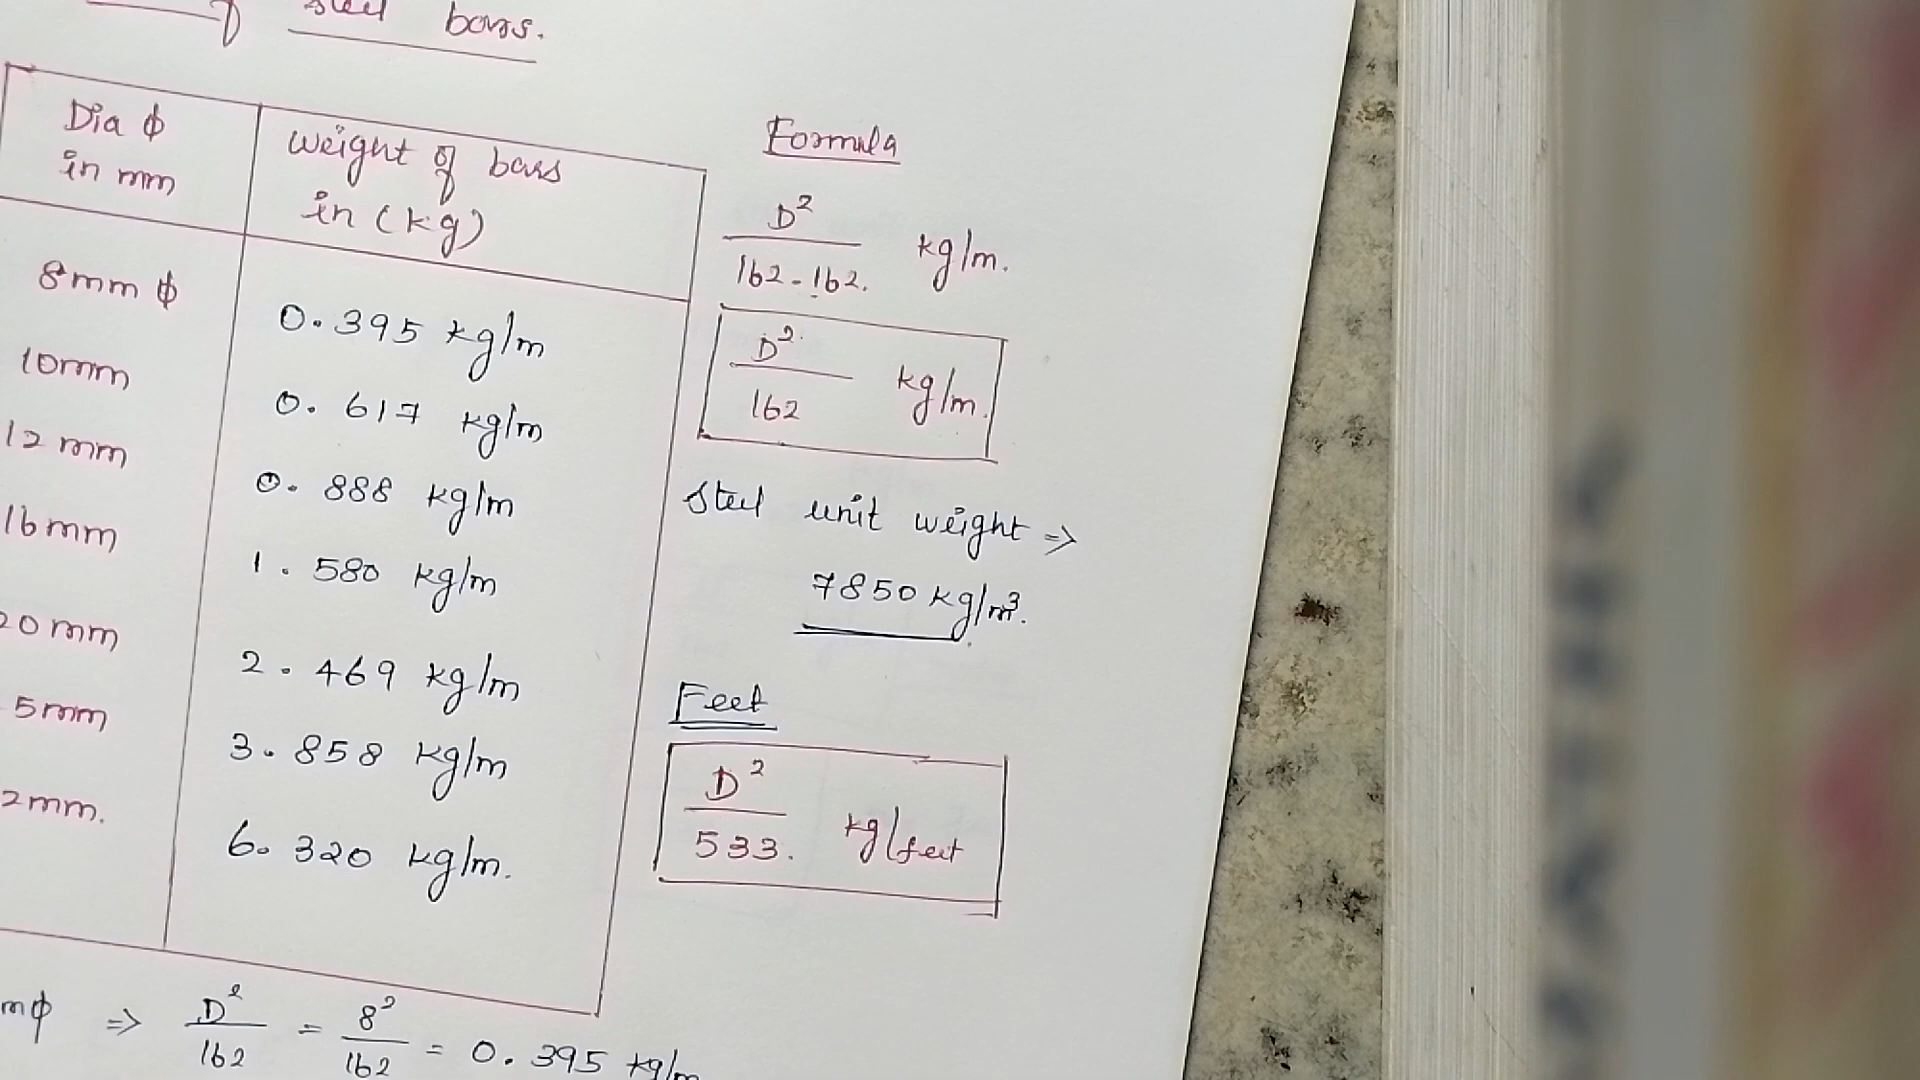 steel bars.
Dia ϕ
in mm
weight of bars
in (kg)
8mm ϕ
0.395 kg/m
10mm
0.617 kg/m
12 mm
0.888 kg/m
16mm
1.580 kg/m
20mm
2.469 kg/m
5mm
3.858 kg/m
2mm.
6.320 kg/m.
Formula
D²
162-162. kg/m.
D²
162 kg/m.
Steel unit weight ⇒
7850 kg/m³.
Feet
D²
533. kg/feet
mϕ ⇒ D²/162 = 8²/162 = 0.395 kg/m